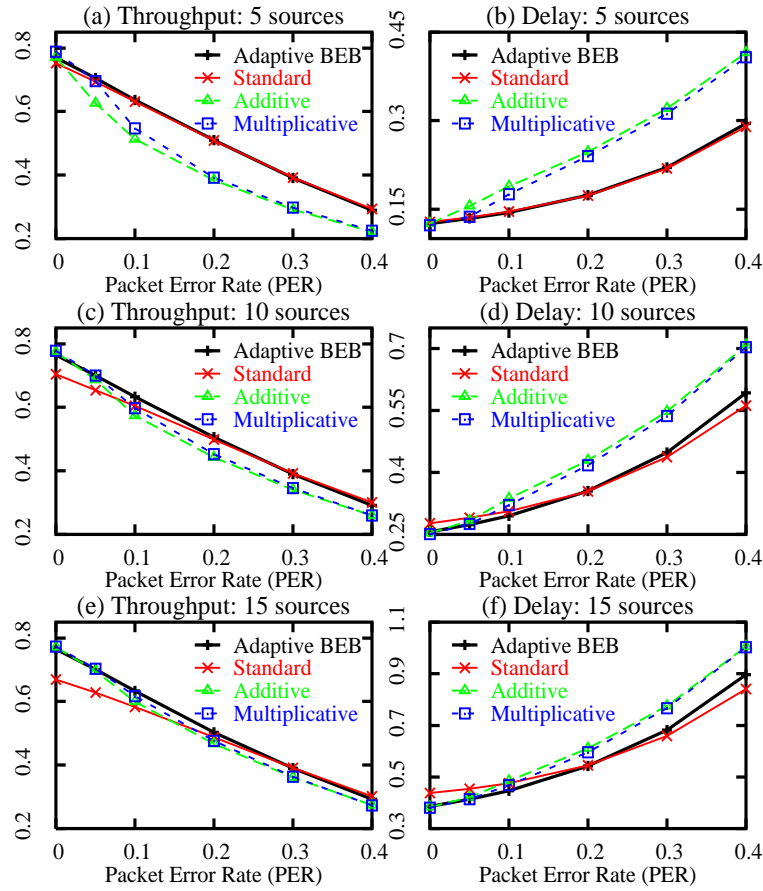 (a) Throughput: 5 sources
0.8
0.6
0.4
0.2
Adaptive BEB
Standard
Additive
Multiplicative
0 0.1 0.2 0.3 0.4
Packet Error Rate (PER)
(b) Delay: 5 sources
0.45
0.3
0.15
Adaptive BEB
Standard
Additive
Multiplicative
0 0.1 0.2 0.3 0.4
Packet Error Rate (PER)
(c) Throughput: 10 sources
0.8
0.6
0.4
0.2
Adaptive BEB
Standard
Additive
Multiplicative
0 0.1 0.2 0.3 0.4
Packet Error Rate (PER)
(d) Delay: 10 sources
0.7
0.55
0.4
0.25
Adaptive BEB
Standard
Additive
Multiplicative
0 0.1 0.2 0.3 0.4
Packet Error Rate (PER)
(e) Throughput: 15 sources
0.8
0.6
0.4
0.2
Adaptive BEB
Standard
Additive
Multiplicative
0 0.1 0.2 0.3 0.4
Packet Error Rate (PER)
(f) Delay: 15 sources
1.1
0.9
0.7
0.5
0.3
Adaptive BEB
Standard
Additive
Multiplicative
0 0.1 0.2 0.3 0.4
Packet Error Rate (PER)